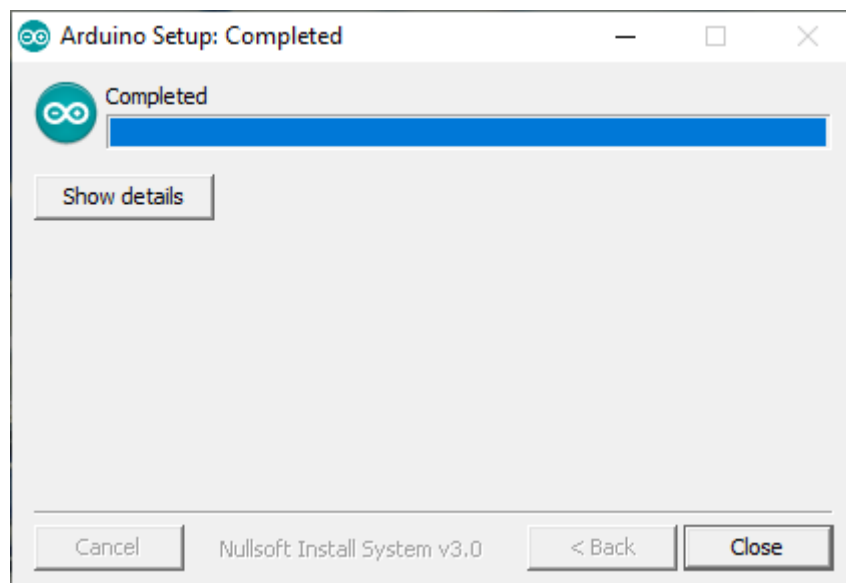 Arduino Setup: Completed
Completed
Show details
Cancel
Nullsoft Install System v3.0
< Back
Close